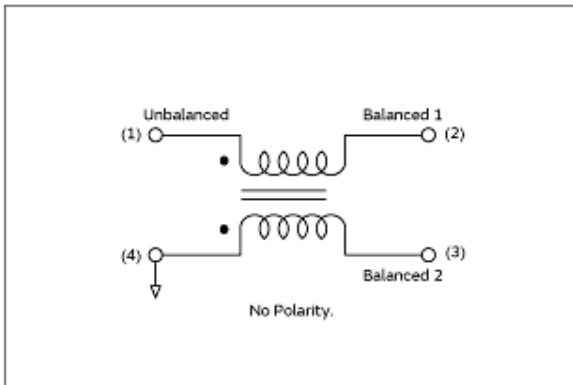 Unbalanced
Balanced 1
(1)
(2)
(4)
(3)
Balanced 2
No Polarity.